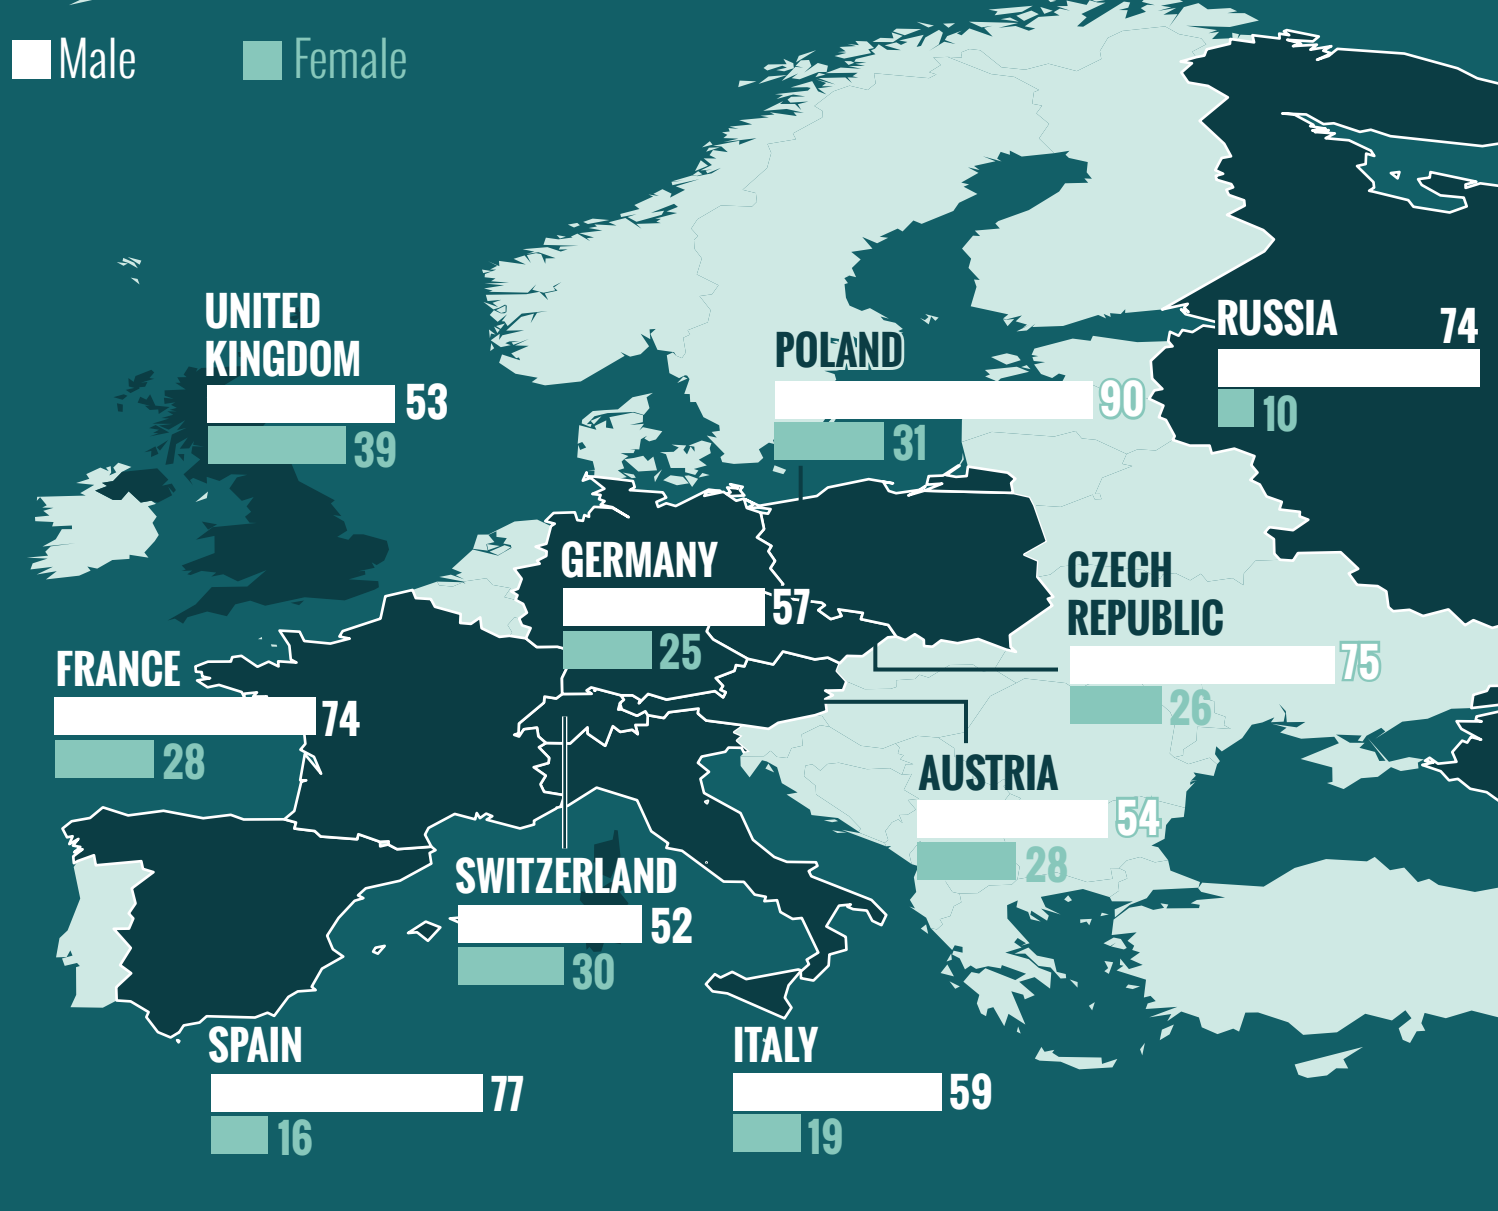 Male
Female
UNITED
KINGDOM
53
39
POLAND
90
31
RUSSIA
74
10
GERMANY
57
25
CZECH
REPUBLIC
75
26
FRANCE
74
28
AUSTRIA
54
28
SWITZERLAND
52
30
SPAIN
77
16
ITALY
59
19